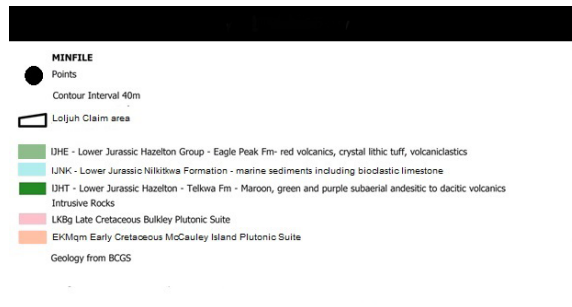 MINFILE
Points
Contour Interval 40m
Loljuh Claim area
IJHE - Lower Jurassic Hazelton Group - Eagle Peak Fm- red volcanics, crystal lithic tuff, volcaniclastics
IJNK - Lower Jurassic Nilkitkwa Formation - marine sediments including bioclastic limestone
IJHT - Lower Jurassic Hazelton - Telkwa Fm - Maroon, green and purple subaerial andesitic to dacitic volcanics
Intrusive Rocks
LKBg Late Cretaceous Bulkley Plutonic Suite
EKMqm Early Cretaceous McCauley Island Plutonic Suite
Geology from BCGS